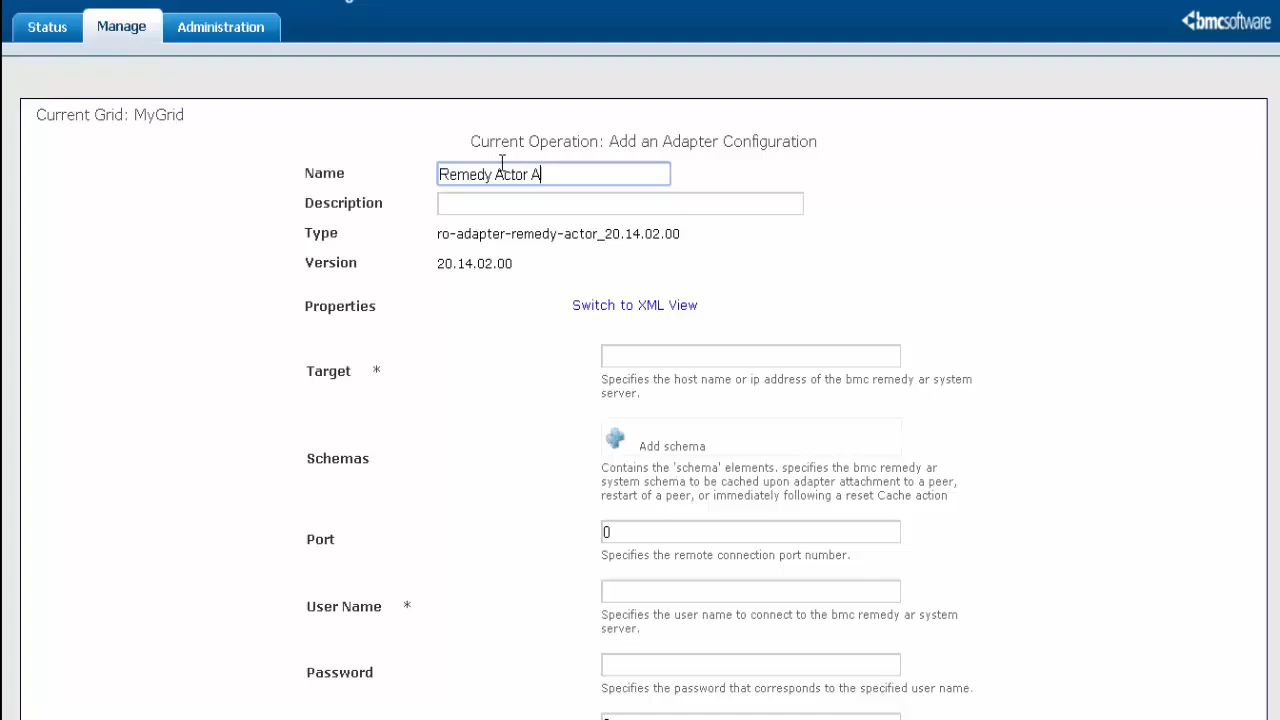 Status
Manage
Administration
bmcsoftware
Current Grid: MyGrid
Current Operation: Add an Adapter Configuration
Name
Remedy Actor A
Description
Type
ro-adapter-remedy-actor_20.14.02.00
Version
20.14.02.00
Properties
Switch to XML View
Target *
Specifies the host name or ip address of the bmc remedy ar system
server.
Schemas
Add schema
Contains the 'schema' elements. specifies the bmc remedy ar
system schema to be cached upon adapter attachment to a peer,
restart of a peer, or immediately following a reset Cache action
Port
0
Specifies the remote connection port number.
User Name *
Specifies the user name to connect to the bmc remedy ar system
server.
Password
Specifies the password that corresponds to the specified user name.